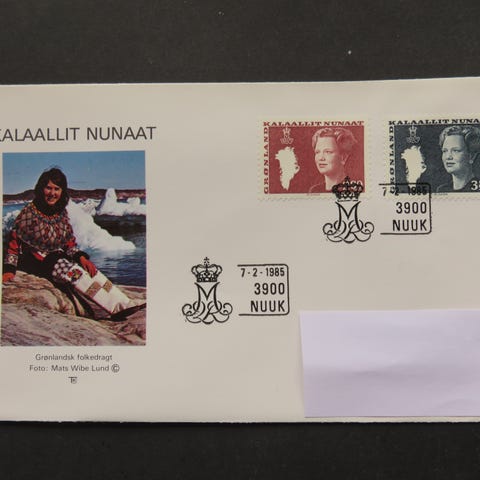 KALAALLIT NUNAAT
KALAALLIT NUNAAT
GRØNLAND
KALAALLIT NUNAAT
GRØNLAND
7-2-1985
3900
NUUK
7-2-1985
3900
NUUK
Grønlandsk folkedragt
Foto: Mats Wibe Lund ©